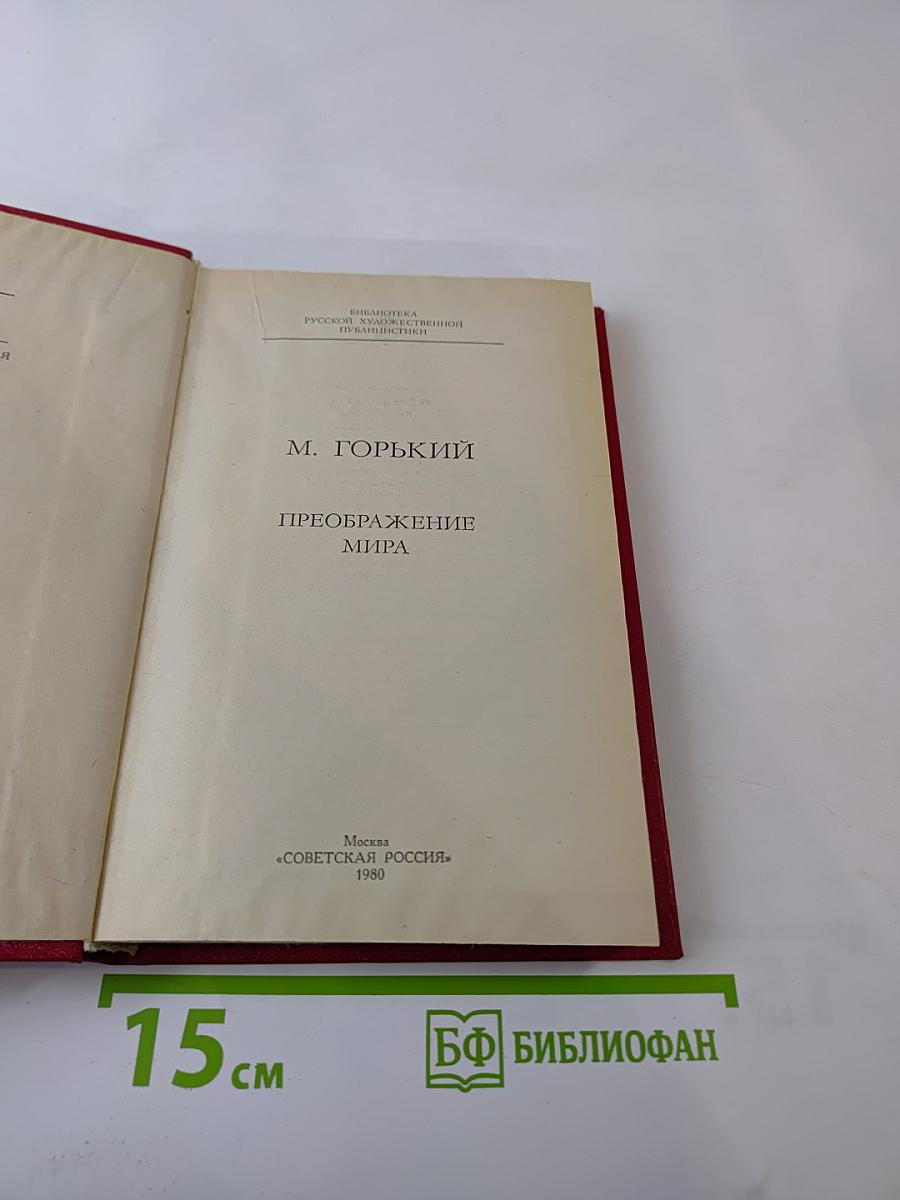 я
БИБЛИОТЕКА
РУССКОЙ ХУДОЖЕСТВЕННОЙ
ПУБЛИЦИСТИКИ
М. ГОРЬКИЙ
ПРЕОБРАЖЕНИЕ
МИРА
Москва
«СОВЕТСКАЯ РОССИЯ»
1980
15 см
БФ БИБЛИОФАН